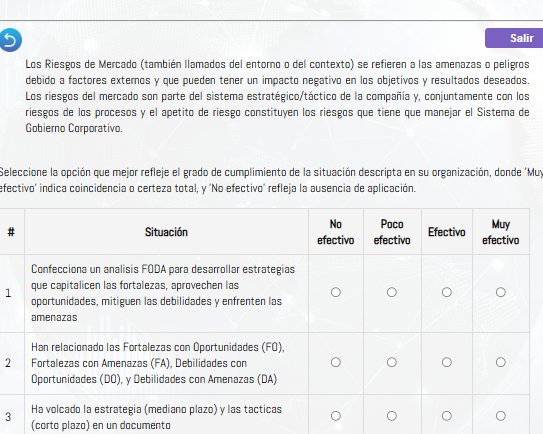 Salir
Los Riesgos de Mercado (también llamados del entorno o del contexto) se refieren a las amenazas o peligros
debido a factores externos y que pueden tener un impacto negativo en los objetivos y resultados deseados.
Los riesgos del mercado son parte del sistema estratégico/táctico de la compañía y, conjuntamente con los
riesgos de los procesos y el apetito de riesgo constituyen los riesgos que tiene que manejar el Sistema de
Gobierno Corporativo.
Seleccione la opción que mejor refleje el grado de cumplimiento de la situación descripta en su organización, donde 'Muy
efectivo' indica coincidencia o certeza total, y 'No efectivo' refleja la ausencia de aplicación.
# Situación No efectivo Poco efectivo Efectivo Muy efectivo
1
Confecciona un analisis FODA para desarrollar estrategias
que capitalicen las fortalezas, aprovechen las
oportunidades, mitiguen las debilidades y enfrenten las
amenazas
2
Han relacionado las Fortalezas con Oportunidades (FO),
Fortalezas con Amenazas (FA), Debilidades con
Oportunidades (DO), y Debilidades con Amenazas (DA)
3
Ha volcado la estrategia (mediano plazo) y las tacticas
(corto plazo) en un documento